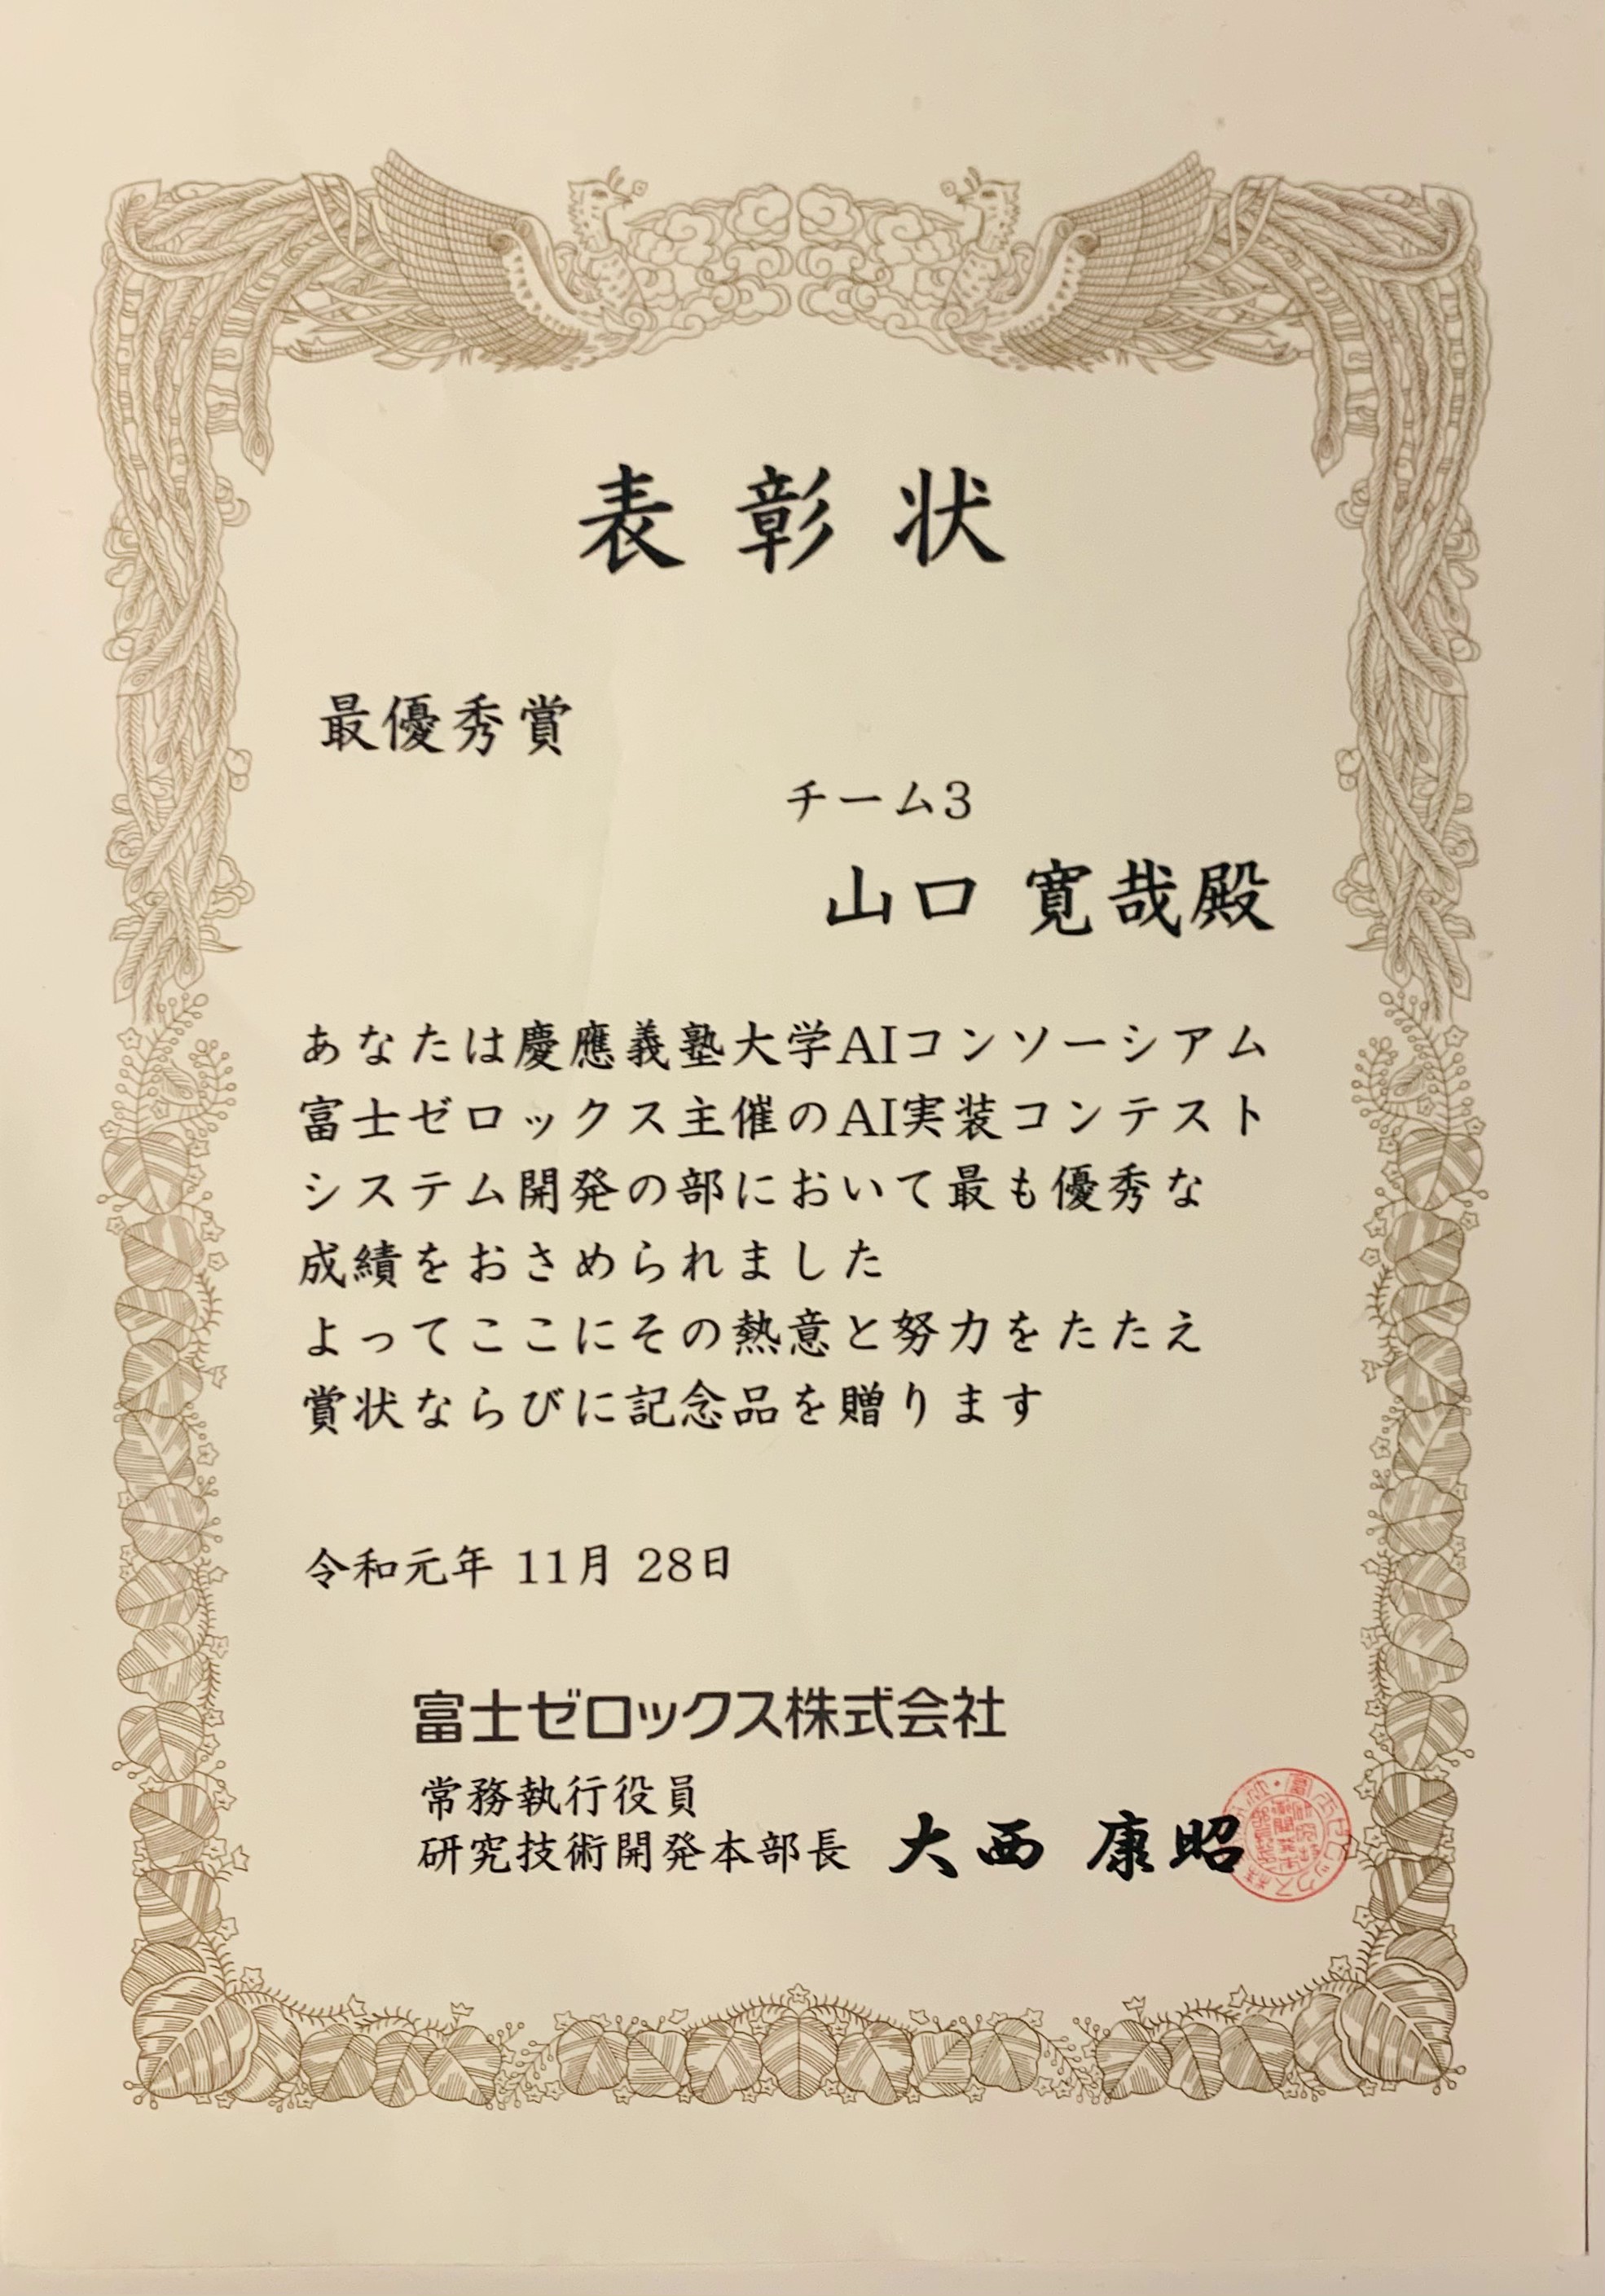 表彰状
最優秀賞
チーム3
山口 寛哉殿
あなたは慶應義塾大学AIコンソーシアム
富士ゼロックス主催のAI実装コンテスト
システム開発の部において最も優秀な
成績をおさめられました
よってここにその熱意と努力をたたえ
賞状ならびに記念品を贈ります
令和元年 11月 28日
富士ゼロックス株式会社
常務執行役員
研究技術開発本部長 大西 康昭